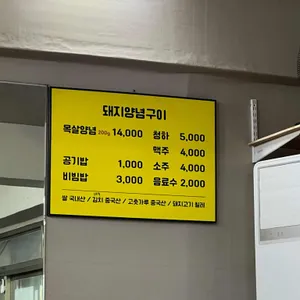 돼지양념구이
목살양념 200g 14,000 청하 5,000
맥주 4,000
공기밥 1,000 소주 4,000
비빔밥 3,000 음료수 2,000
쌀 국내산 / 김치 중국산 / 고춧가루 중국산 / 돼지고기